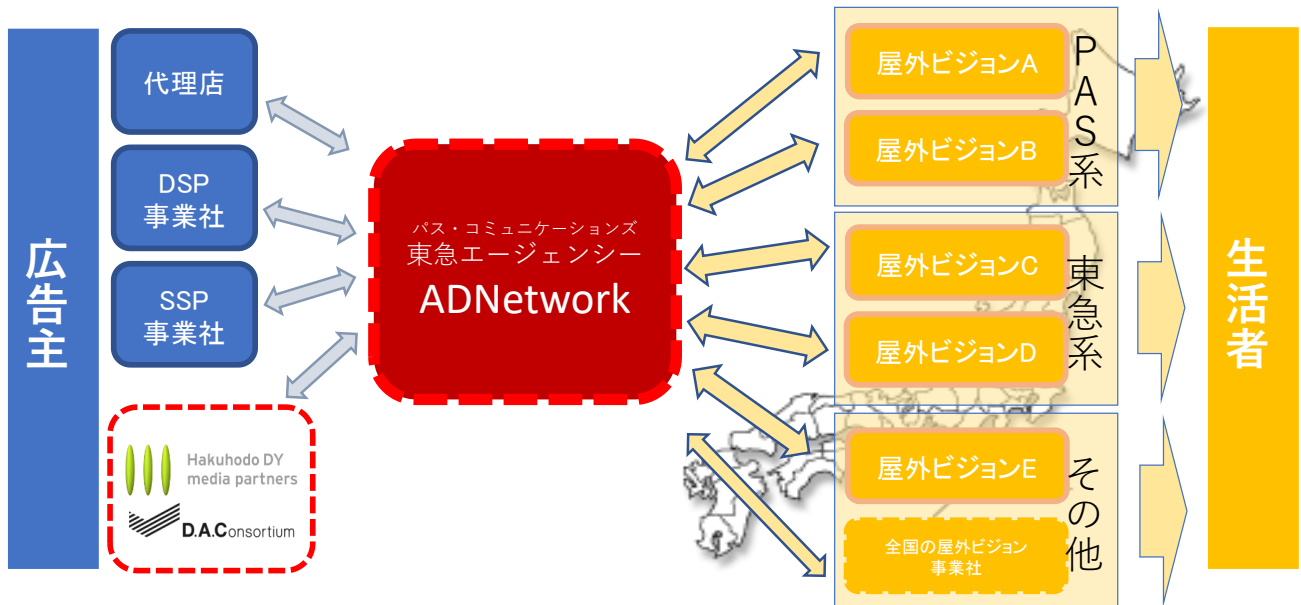 広告主
代理店
DSP
事業社
SSP
事業社
Hakuhodo DY
media partners
D.A.Consortium
パス・コミュニケーションズ
東急エージェンシー
ADNetwork
屋外ビジョンA
屋外ビジョンB
PAS系
屋外ビジョンC
屋外ビジョンD
東急系
屋外ビジョンE
全国の屋外ビジョン
事業社
その他
生活者